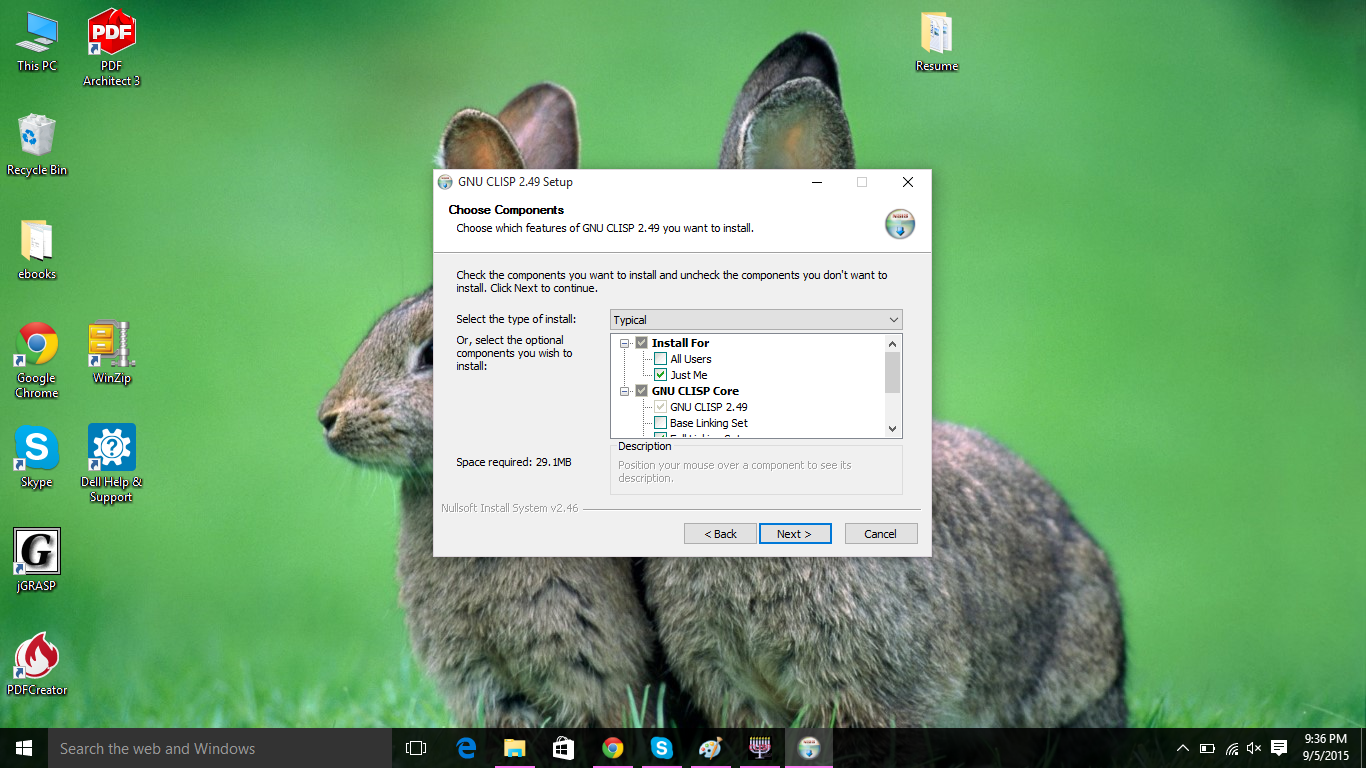 This PC
PDF
PDF
Architect 3
Resume
Recycle Bin
ebooks
Google
Chrome
WinZip
Skype
Dell Help &
Support
G
jGRASP
PDFCreator
GNU CLISP 2.49 Setup
Choose Components
Choose which features of GNU CLISP 2.49 you want to install.
Check the components you want to install and uncheck the components you don't want to
install. Click Next to continue.
Select the type of install:
Typical
Or, select the optional
components you wish to
install:
Install For
All Users
Just Me
GNU CLISP Core
GNU CLISP 2.49
Base Linking Set
Space required: 29.1MB
Description
Position your mouse over a component to see its
description.
Nullsoft Install System v2.46
< Back
Next >
Cancel
Search the web and Windows
9:36 PM
9/5/2015